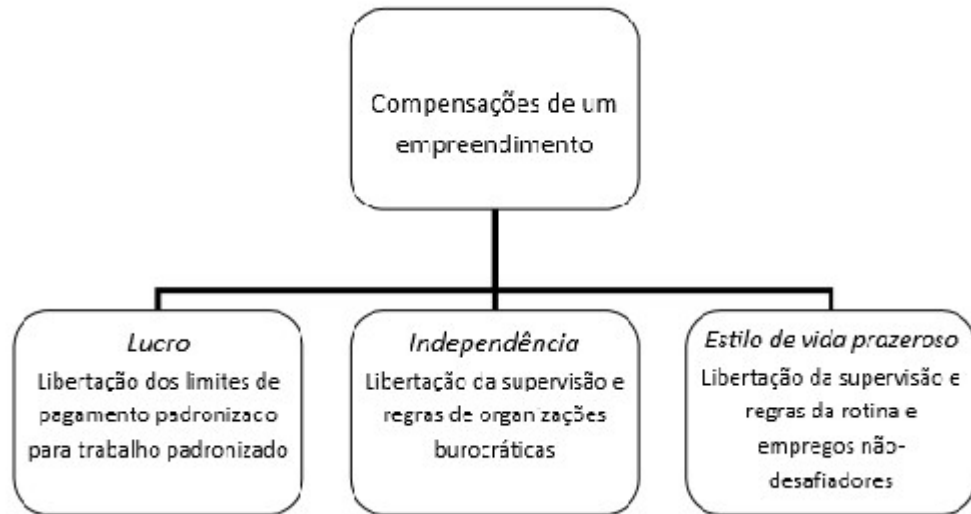 Compensações de um
empreendimento
Lucro
Libertação dos limites de
pagamento padronizaco
para trabalho padronizado
Independência
Libertação da supervisão e
regras de organizações
burocráticas
Estilo de vida prazeroso
Libertação da supervisão e
regras da rotina e
empregos não-
desafiadores